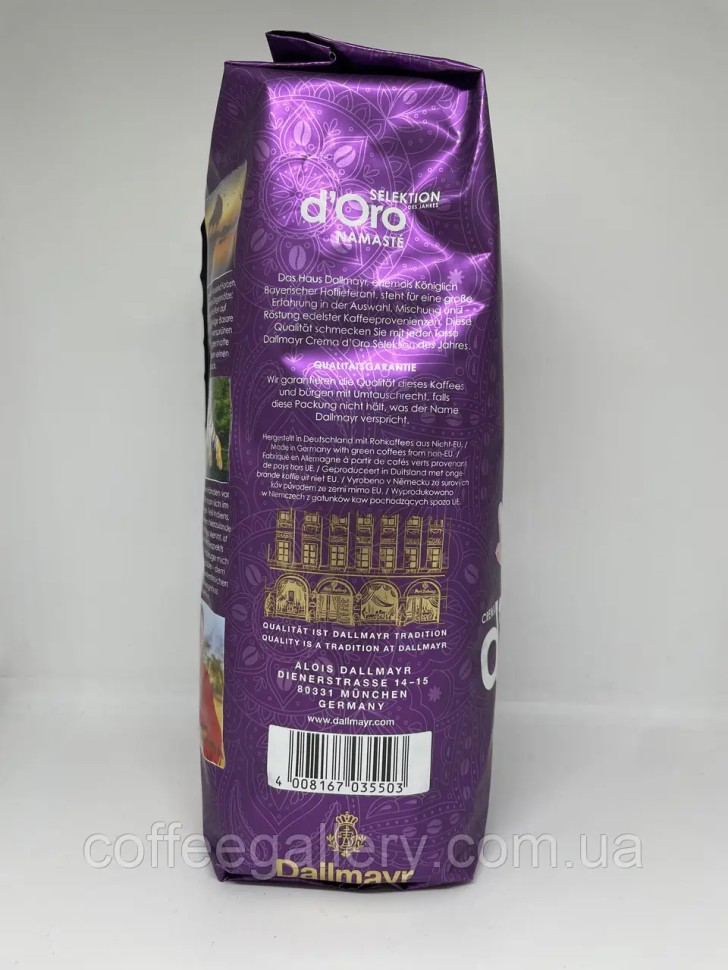 SELEKTION
DES JAHRES
d'Oro
NAMASTÉ
Das Haus Dallmayr, ehemals Königlich
Bayerischer Hoflieferant, steht für eine große
Erfahrung in der Auswahl, Mischung und
Röstung edelster Kaffeeprovenienzen. Diese
Qualität schmecken Sie mit jeder Tasse
Dallmayr Crema d'Oro Selektion des Jahres.
QUALITÄTSGARANTIE
Wir garantieren die Qualität dieses Kaffees
und bürgen mit Umtauschrecht, falls
diese Packung nicht hält, was der Name
Dallmayr verspricht.
Hergestellt in Deutschland mit Rohkaffees aus Nicht-EU. /
Made in Germany with green coffees from non-EU. /
Fabriqué en Allemagne à partir de cafés verts provenant
de pays hors UE. / Geproduceerd in Duitsland met onge-
brande koffie uit niet EU. / Vyrobeno v Německu ze surových
káv původem ze zemí mimo EU. / Wyprodukowano
w Niemczech z gatunków kaw pochodzących spoza UE.
QUALITÄT IST DALLMAYR TRADITION
QUALITY IS A TRADITION AT DALLMAYR
ALOIS DALLMAYR
DIENERSTRASSE 14–15
80331 MÜNCHEN
GERMANY
www.dallmayr.com
4 008167 035503
Dallmayr
coffeegallery.com.ua